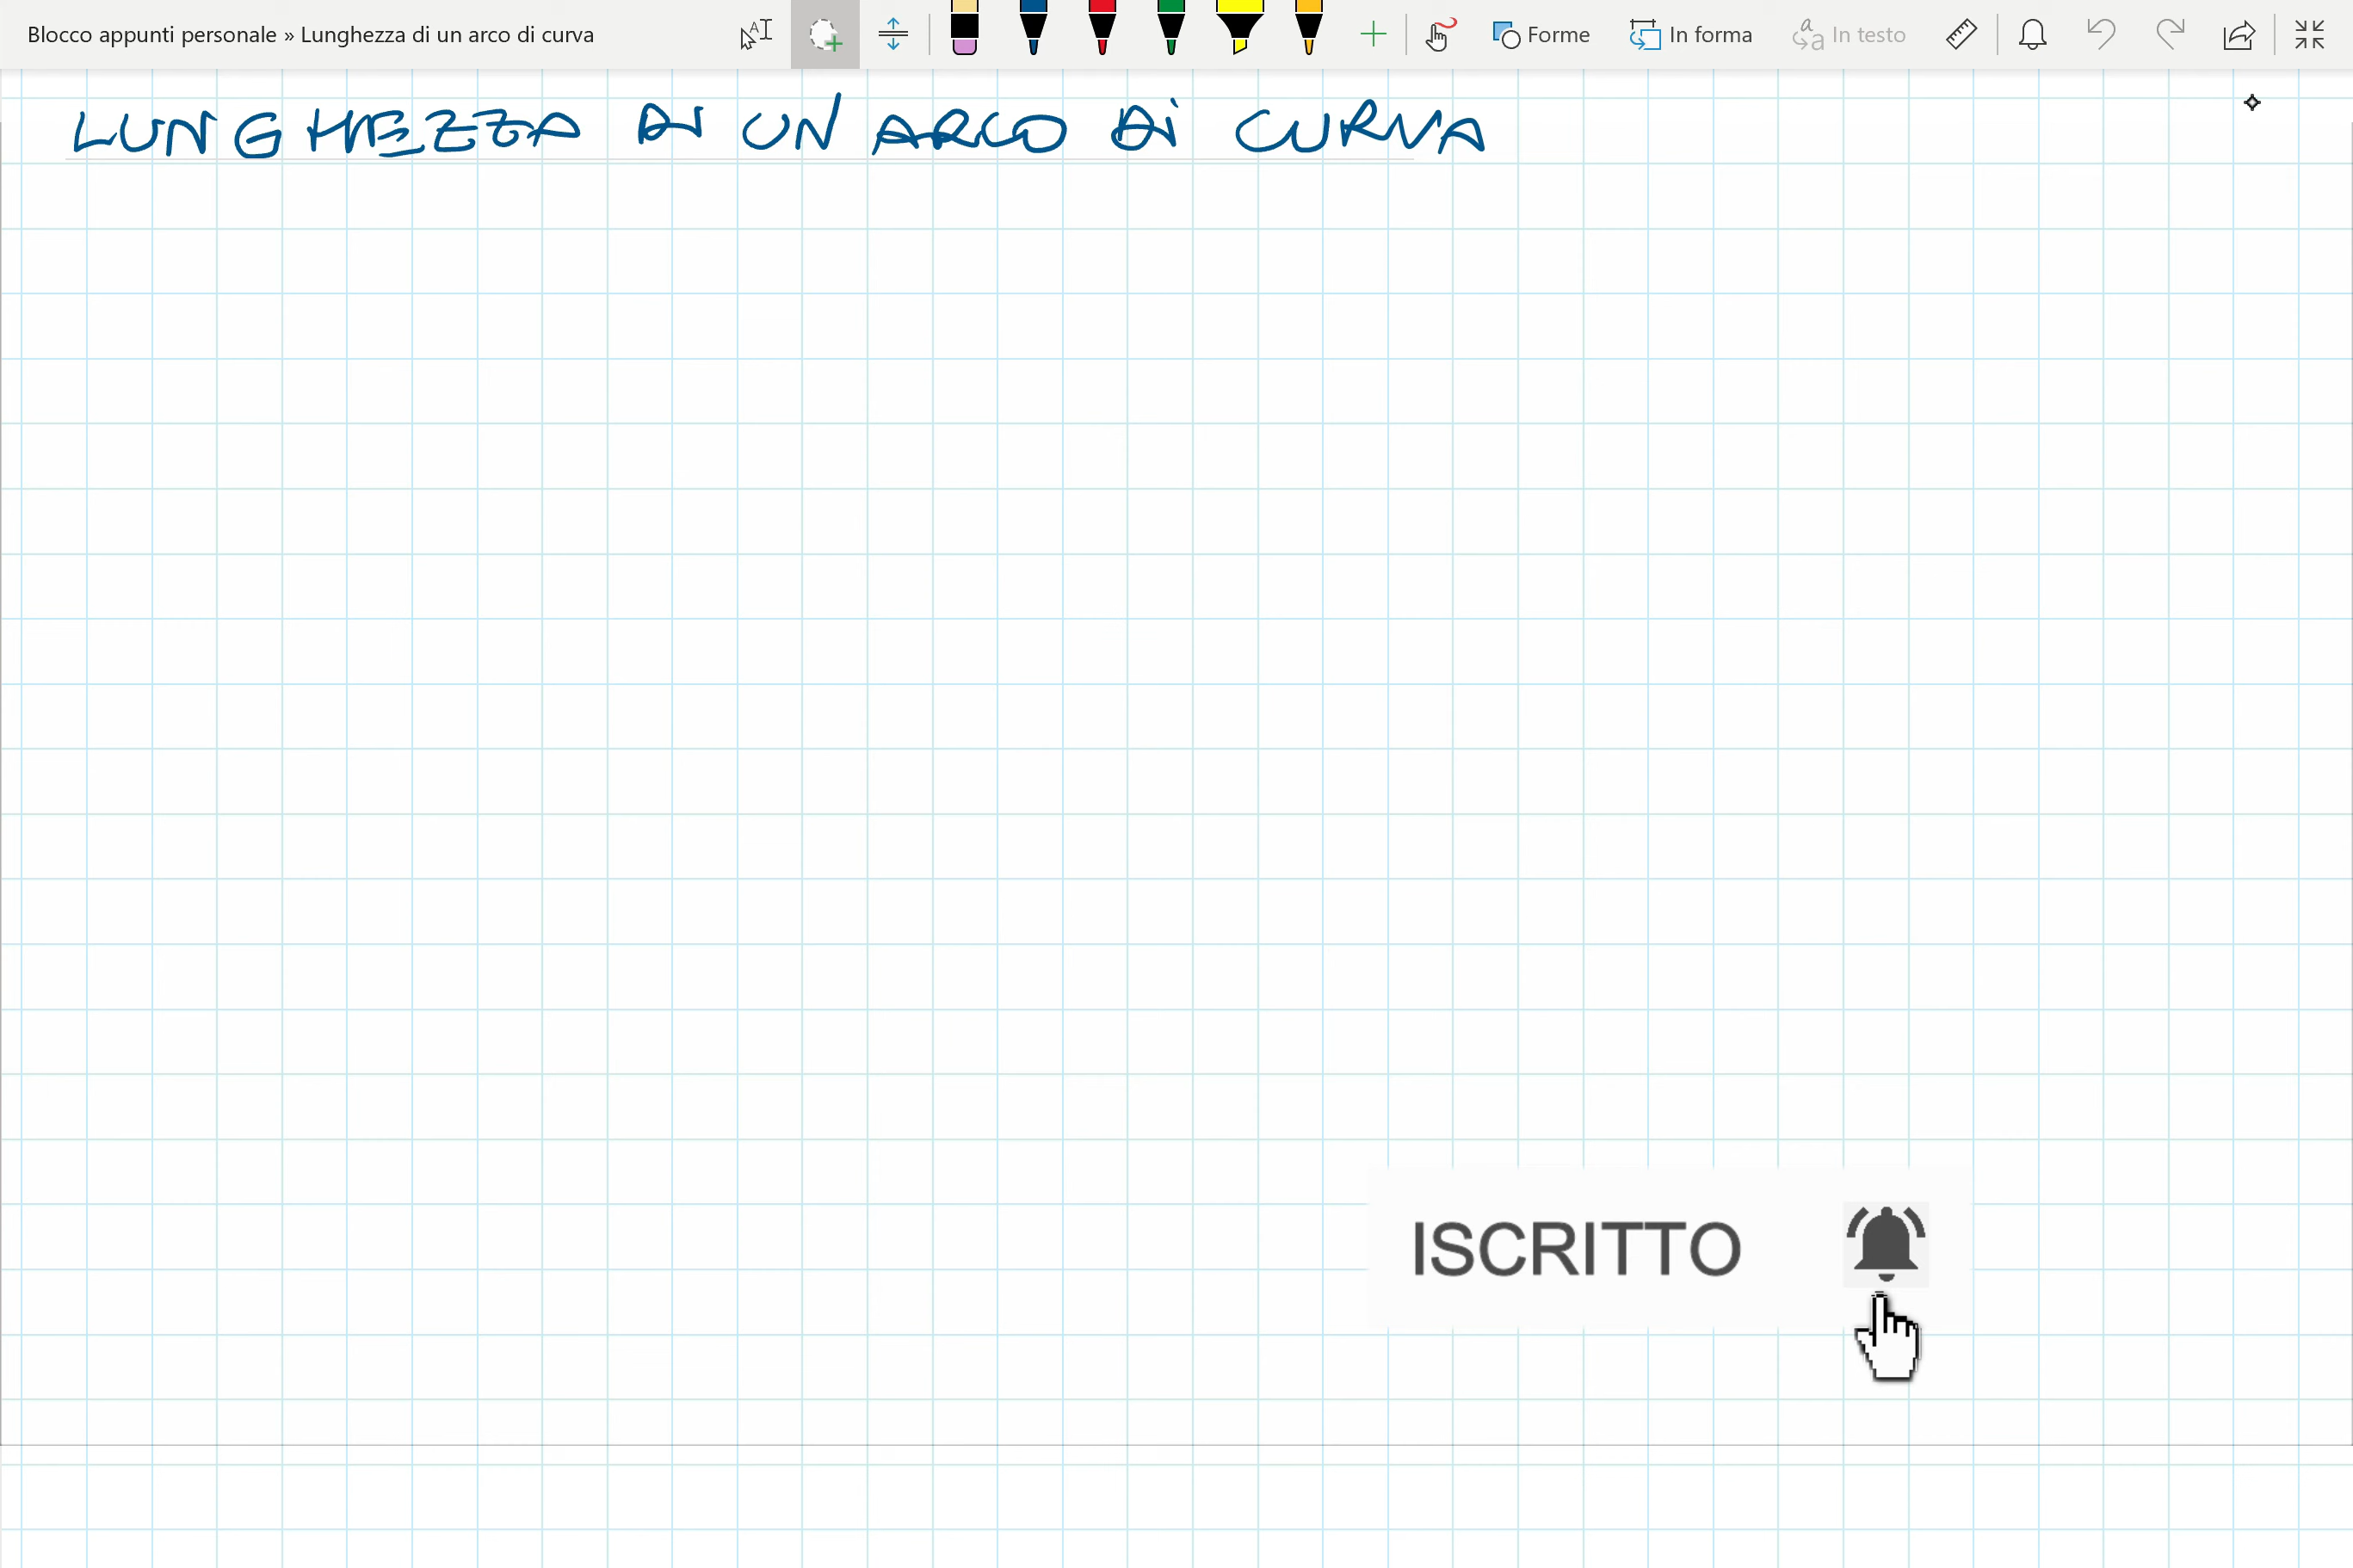 Blocco appunti personale » Lunghezza di un arco di curva
Forme
In forma
In testo
LUNGHEZZA DI UN ARCO DI CURVA
ISCRITTO